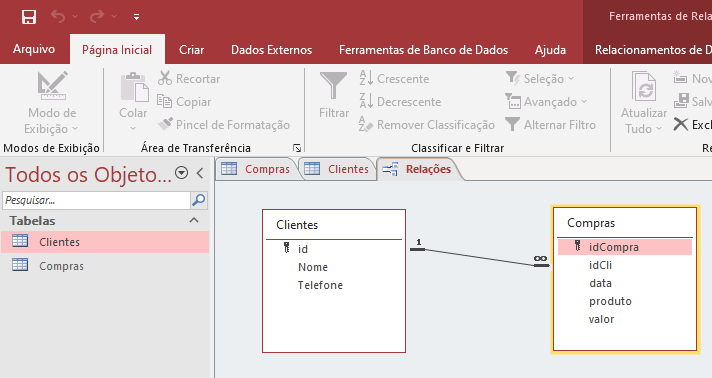 Ferramentas de Rela
Arquivo Página Inicial Criar Dados Externos Ferramentas de Banco de Dados Ajuda Relacionamentos de D
Modo de Exibição
Modos de Exibição
Colar
Recortar
Copiar
Pincel de Formatação
Área de Transferência
Filtrar
Crescente
Decrescente
Remover Classificação
Seleção
Avançado
Alternar Filtro
Classificar e Filtrar
Atualizar Tudo
Nov
Salv
Excl
Re
Todos os Objeto...
Pesquisar...
Tabelas
Clientes
Compras
Compras Clientes Relações
Clientes
id
Nome
Telefone
1
∞
Compras
idCompra
idCli
data
produto
valor